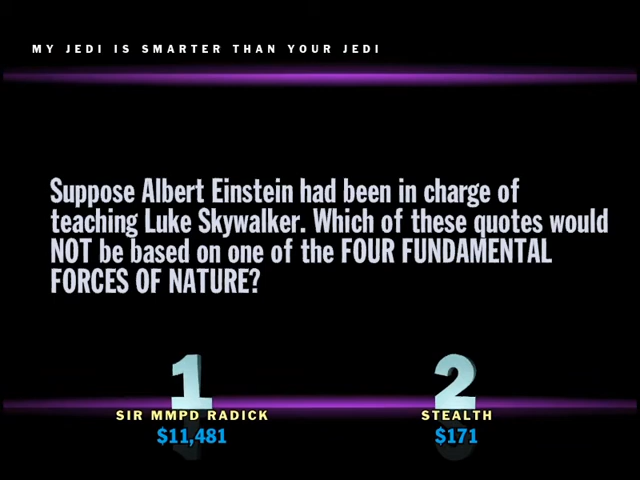 MY JEDI IS SMARTER THAN YOUR JEDI
Suppose Albert Einstein had been in charge of
teaching Luke Skywalker. Which of these quotes would
NOT be based on one of the FOUR FUNDAMENTAL
FORCES OF NATURE?
1 2
SIR MMPD RADICK STEALTH
$11,481 $171